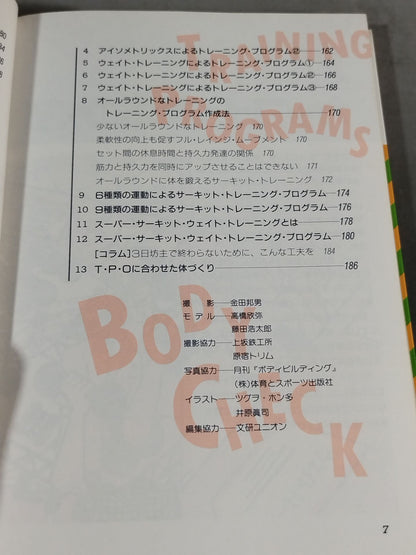 80
84
86
88
TRAINING
PROGRAMS
4 アイソメトリックスによるトレーニング・プログラム② 162
5 ウェイト・トレーニングによるトレーニング・プログラム① 164
6 ウェイト・トレーニングによるトレーニング・プログラム② 166
7 ウェイト・トレーニングによるトレーニング・プログラム③ 168
8 オールラウンドなトレーニングの
トレーニング・プログラム作成法 170
少ないオールラウンドなトレーニング 170
柔軟性の向上も促すフル・レインジ・ムーブメント 170
セット間の休息時間と持久力発達の関係 170
筋力と持久力を同時にアップさせることはできない 171
オールラウンドに体を鍛えるサーキット・トレーニング 172
9 6種類の運動によるサーキット・トレーニング・プログラム 174
10 9種類の運動によるサーキット・トレーニング・プログラム 176
11 スーパー・サーキット・ウェイト・トレーニングとは 178
12 スーパー・サーキット・ウェイト・トレーニング・プログラム 180
[コラム]3日坊主で終わらないために、こんな工夫を 184
13 T・P・Oに合わせた体づくり 186
BODY
CHECK
撮影――金田邦男
モデル――高橋欣弥
藤田浩太郎
撮影協力――上坂鉄工所
原宿トリム
写真協力――月刊『ボディビルディング』
(株)体育とスポーツ出版社
イラスト――ツグヲ・ホン多
井原眞司
編集協力――文研ユニオン
7